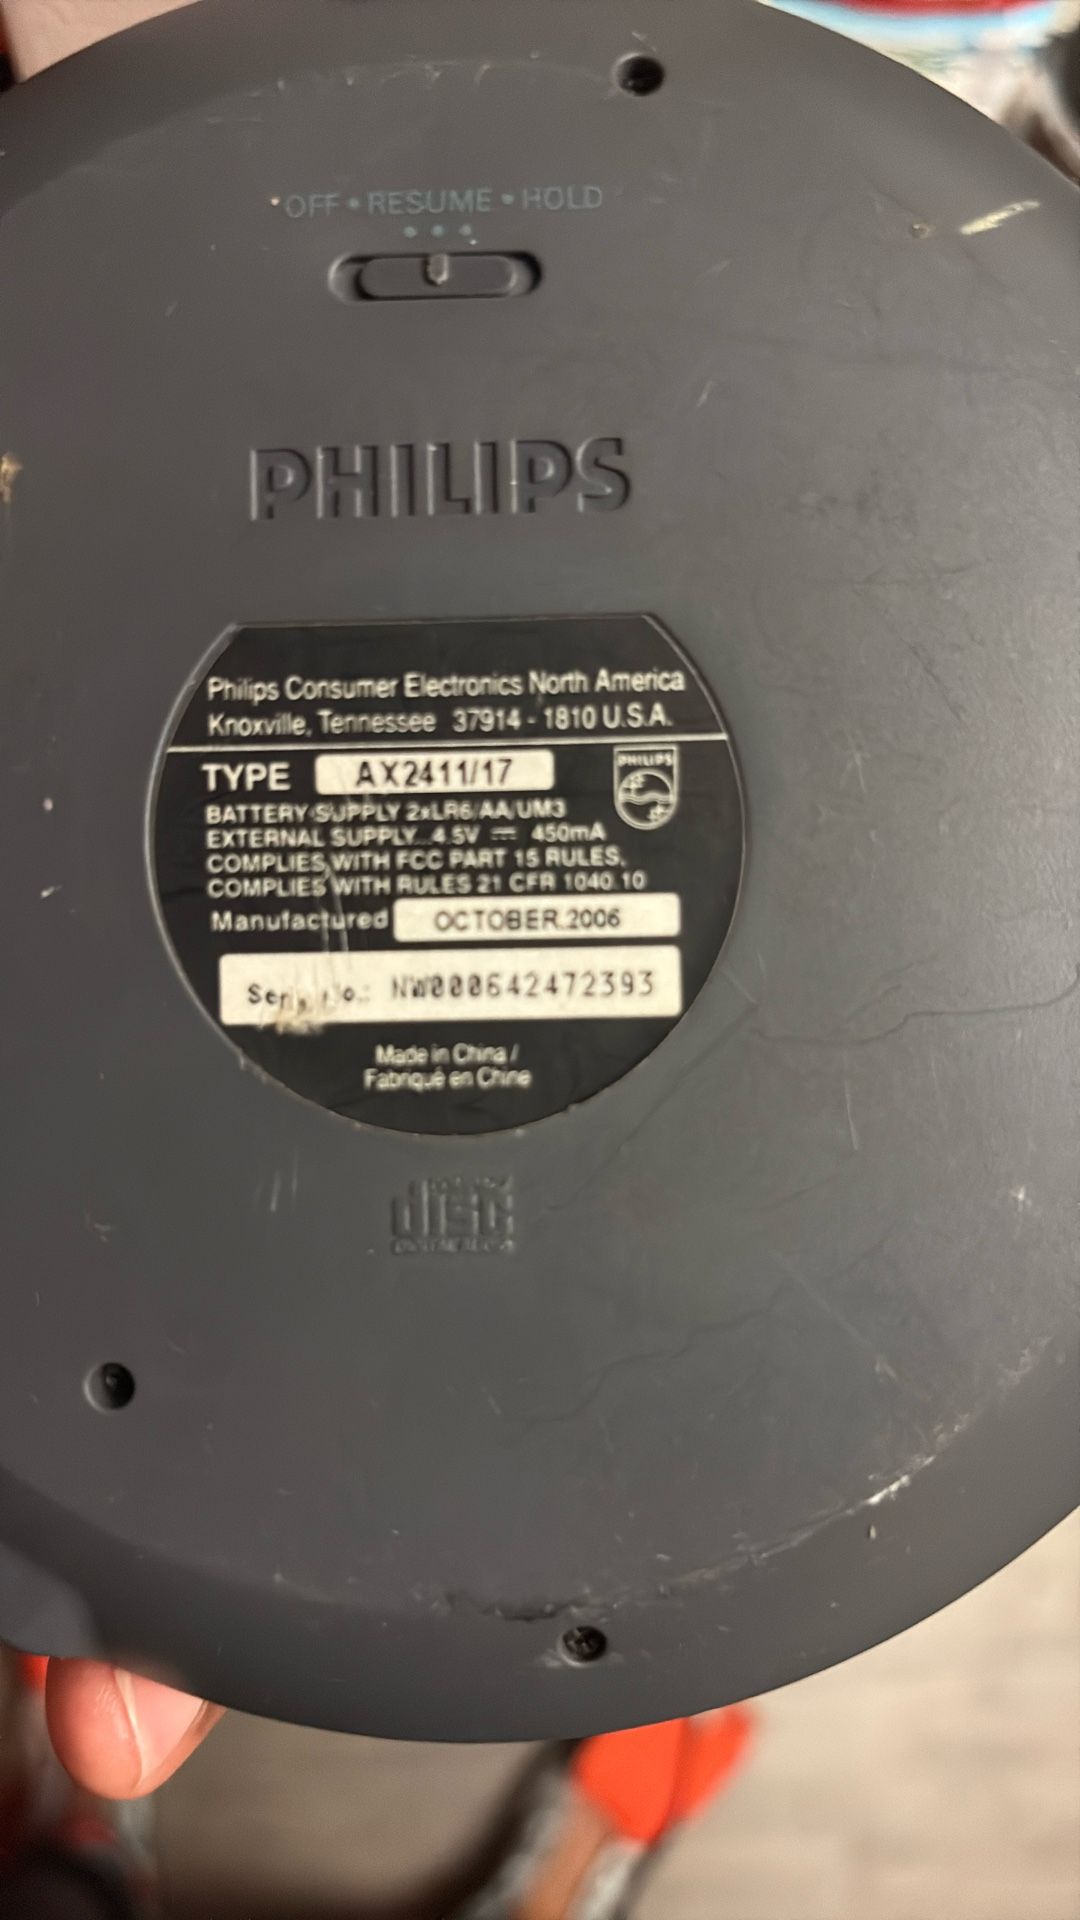 OFF • RESUME • HOLD
PHILIPS
Philips Consumer Electronics North America
Knoxville, Tennessee 37914 - 1810 U.S.A.
TYPE AX2411/17
PHILIPS
BATTERY SUPPLY 2xLR6/AA/UM3
EXTERNAL SUPPLY...4.5V ⎓ 450mA
COMPLIES WITH FCC PART 15 RULES.
COMPLIES WITH RULES 21 CFR 1040.10
Manufactured OCTOBER.2006
No.: NW000642472393
Made in China /
Fabriqué en Chine
disc